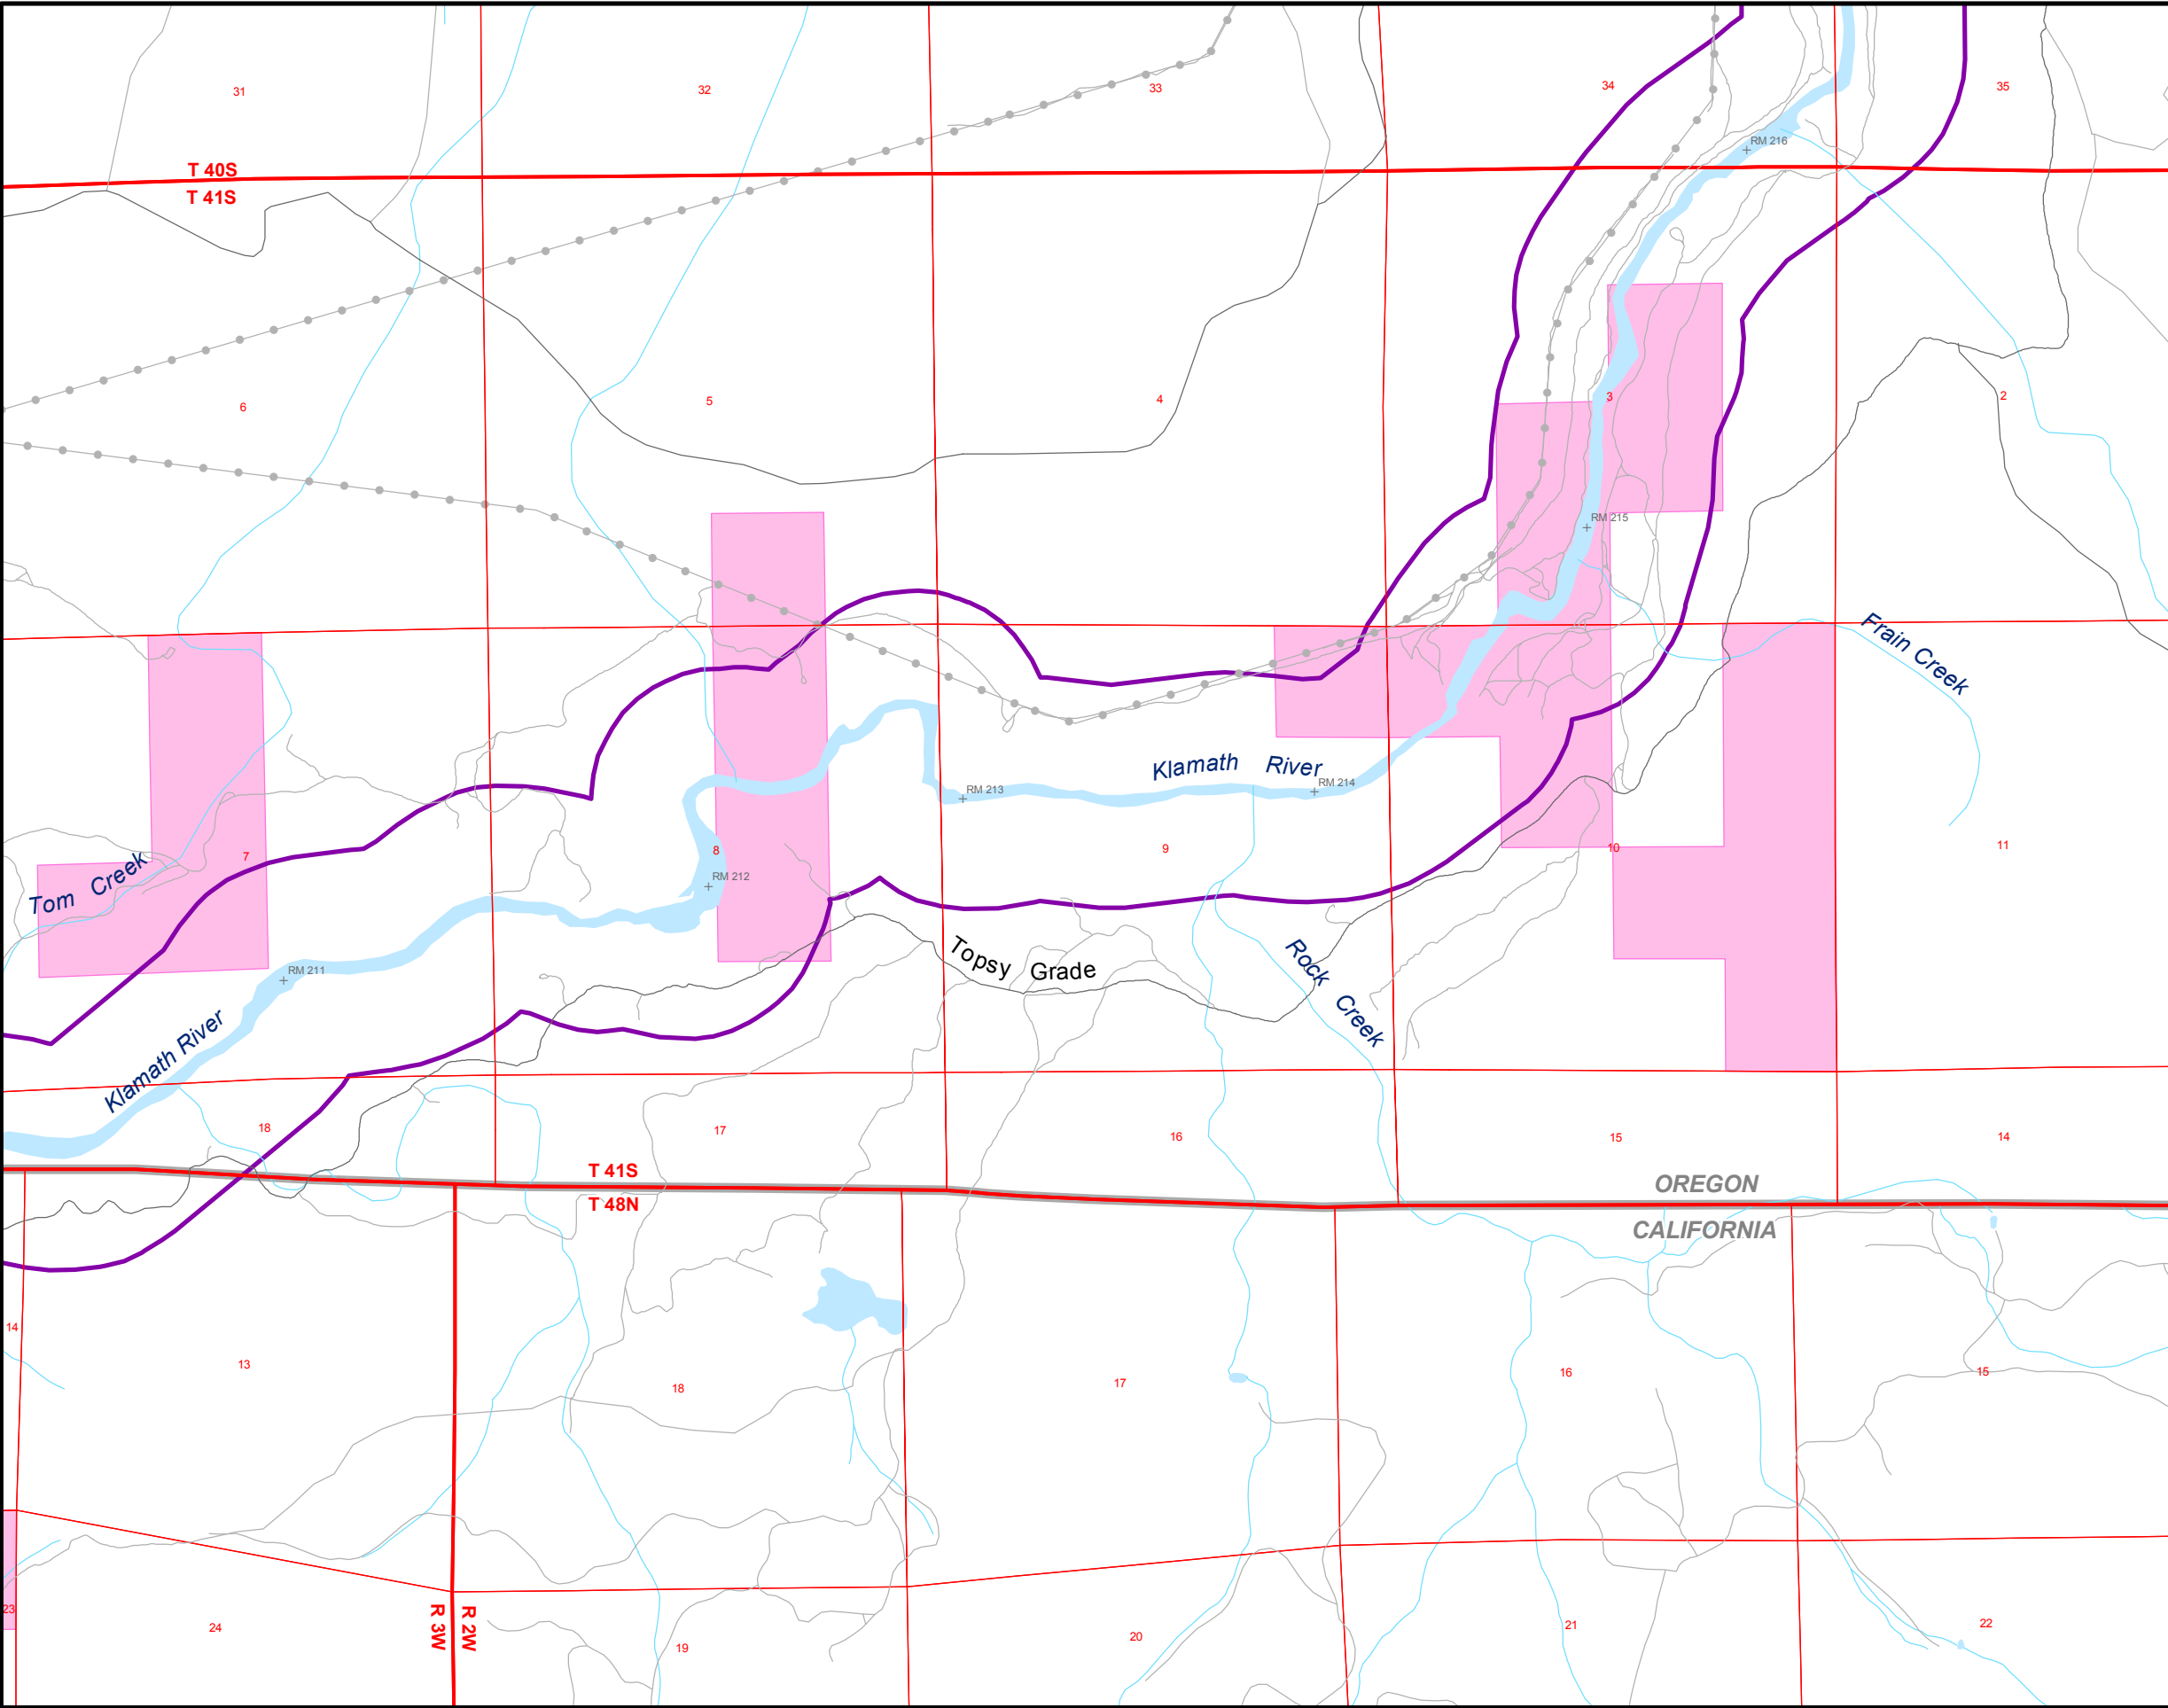 31
32
33
34
35
RM 216
T 40S
T 41S
6
5
4
3
2
RM 215
Frain Creek
Klamath River
RM 214
RM 213
7
8
9
10
11
Tom Creek
RM 212
Topsy Grade
Rock Creek
RM 211
Klamath River
18
17
16
15
14
T 41S
T 48N
OREGON
CALIFORNIA
14
13
18
17
16
15
23
24
R 3W
R 2W
19
20
21
22